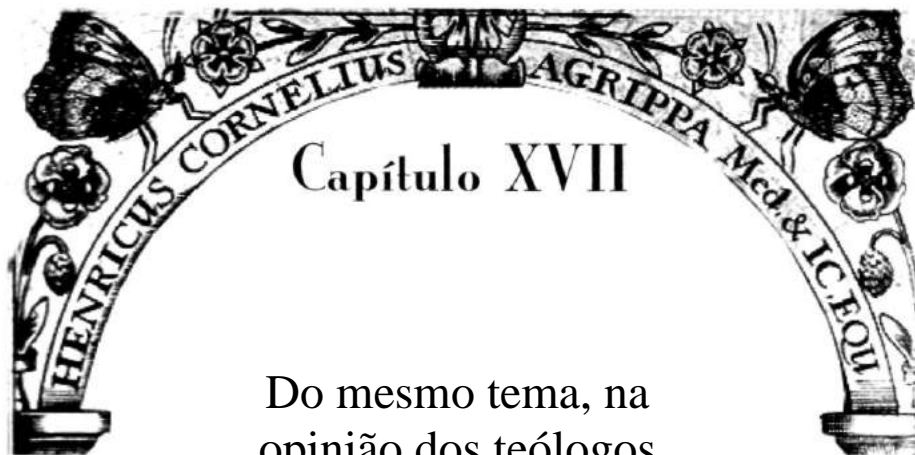 HENRICUS CORNELIUS AGRIPPA Med. & IC. EQU
Capítulo XVII
Do mesmo tema, na
opinião dos teólogos